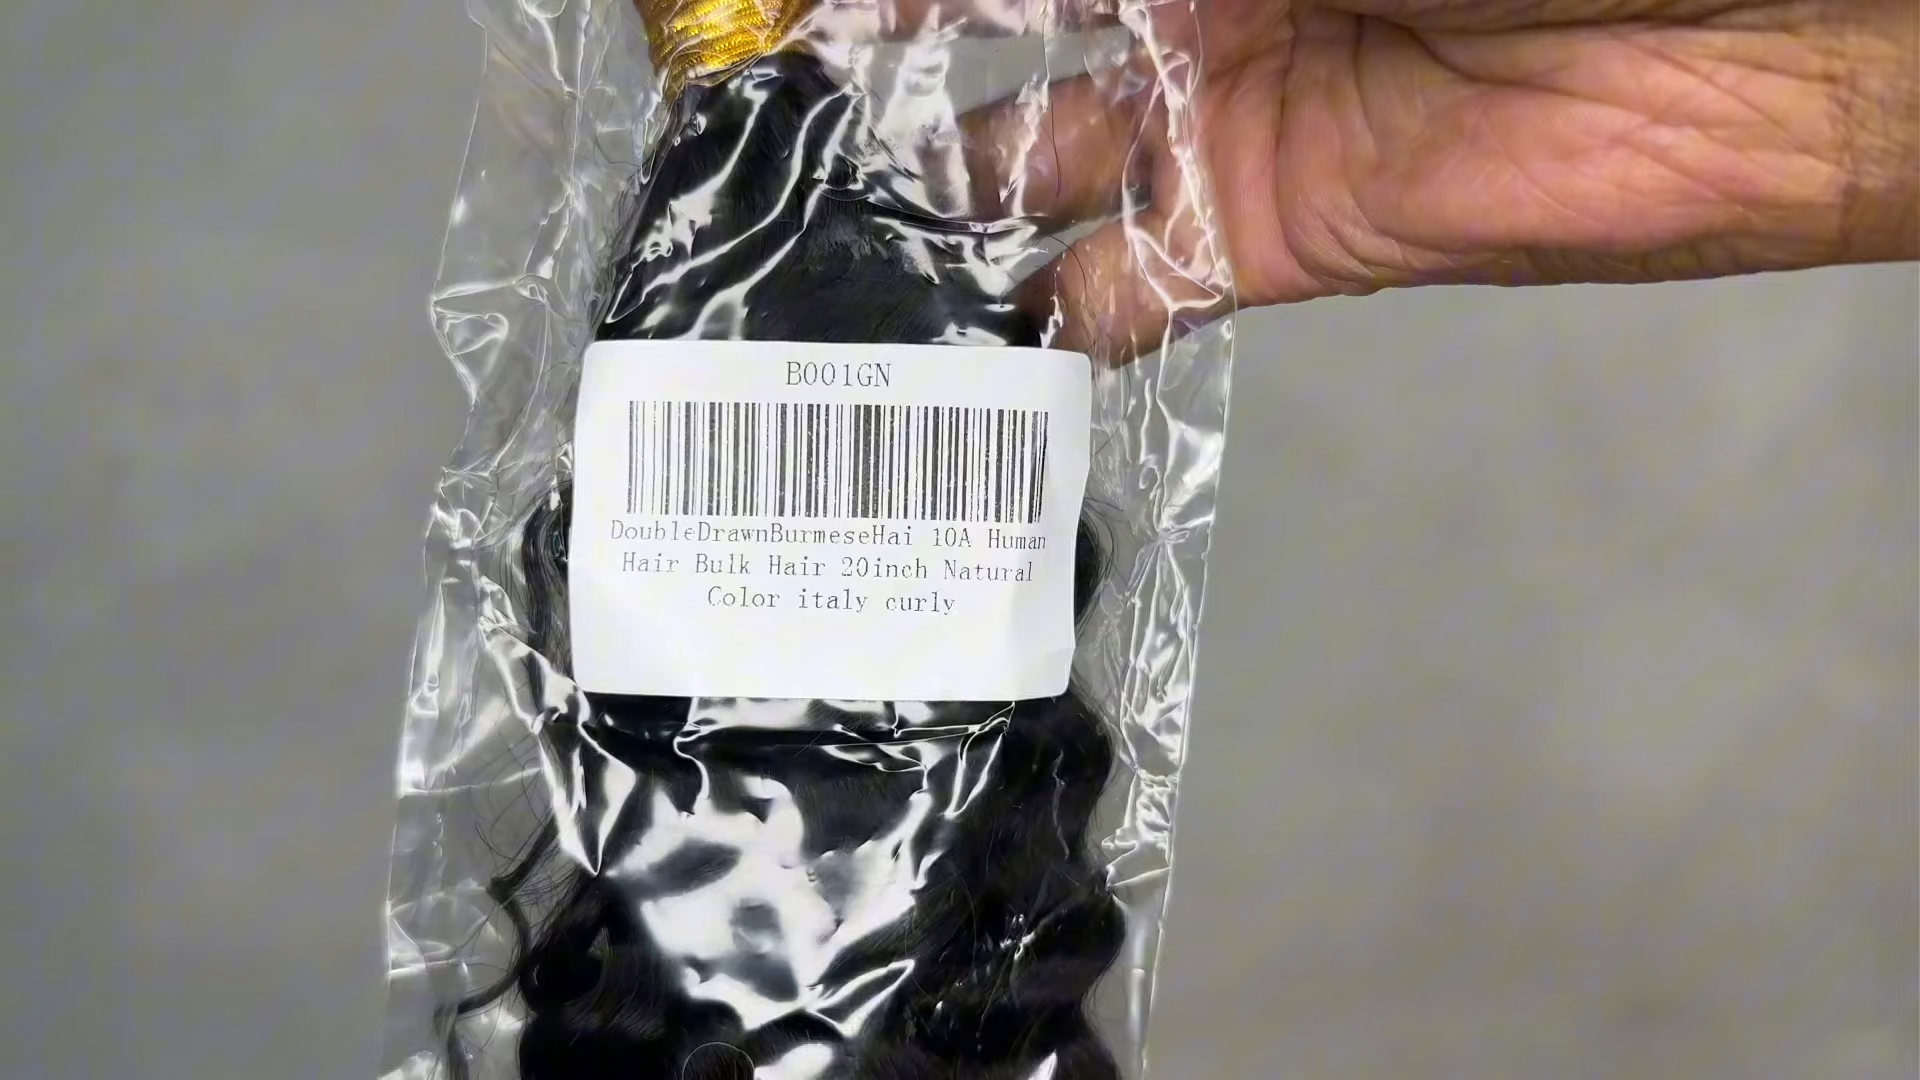 B001GN
DoubleDrawnBurmeseHai 10A Human
Hair Bulk Hair 20inch Natural
Color italy curly